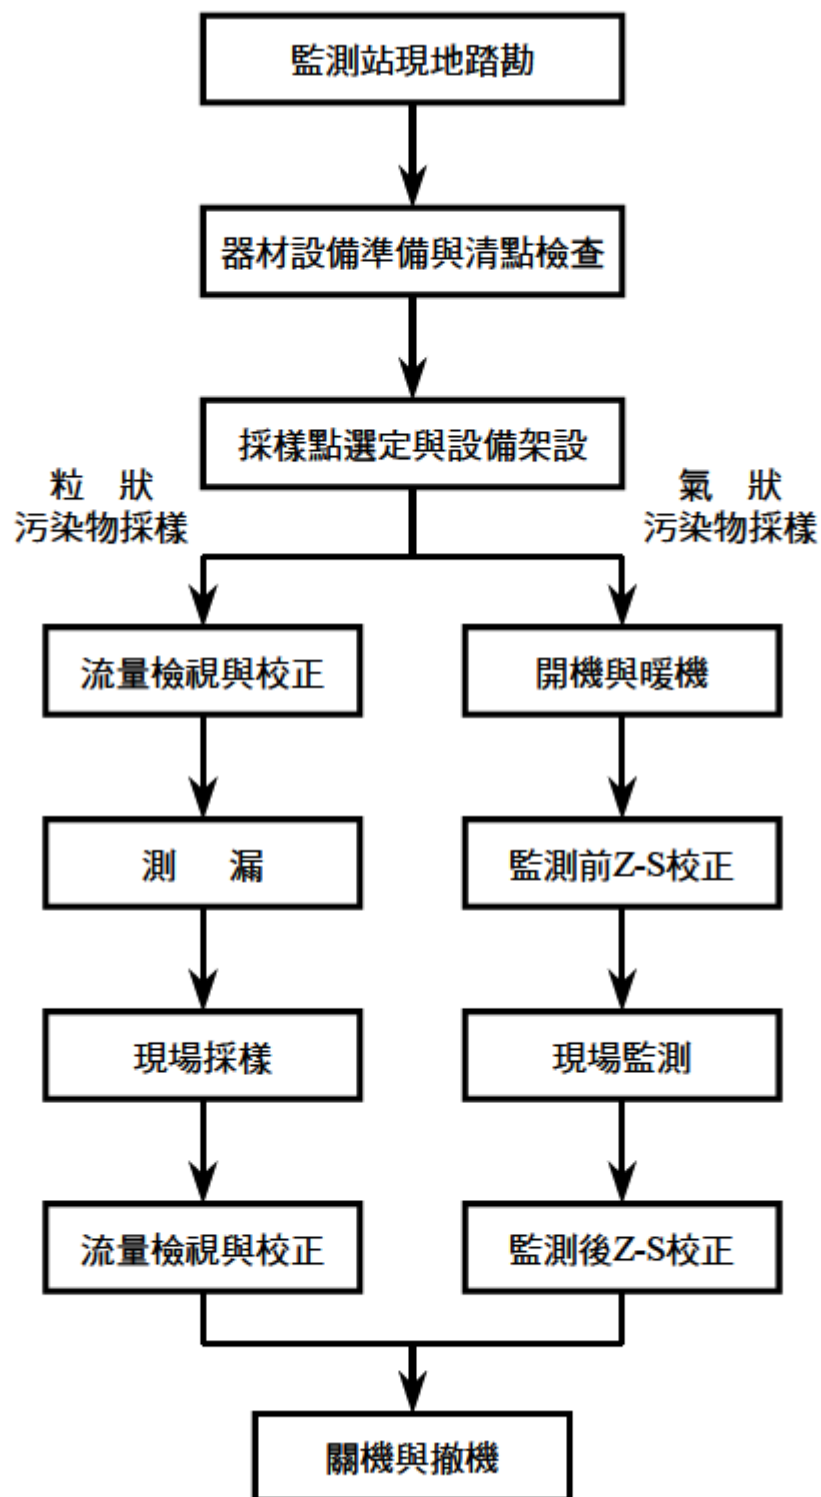 監測站現地踏勘
器材設備準備與清點檢查
採樣點選定與設備架設
粒 狀
污染物採樣
氣 狀
污染物採樣
流量檢視與校正
測 漏
現場採樣
流量檢視與校正
開機與暖機
監測前Z-S校正
現場監測
監測後Z-S校正
關機與撤機